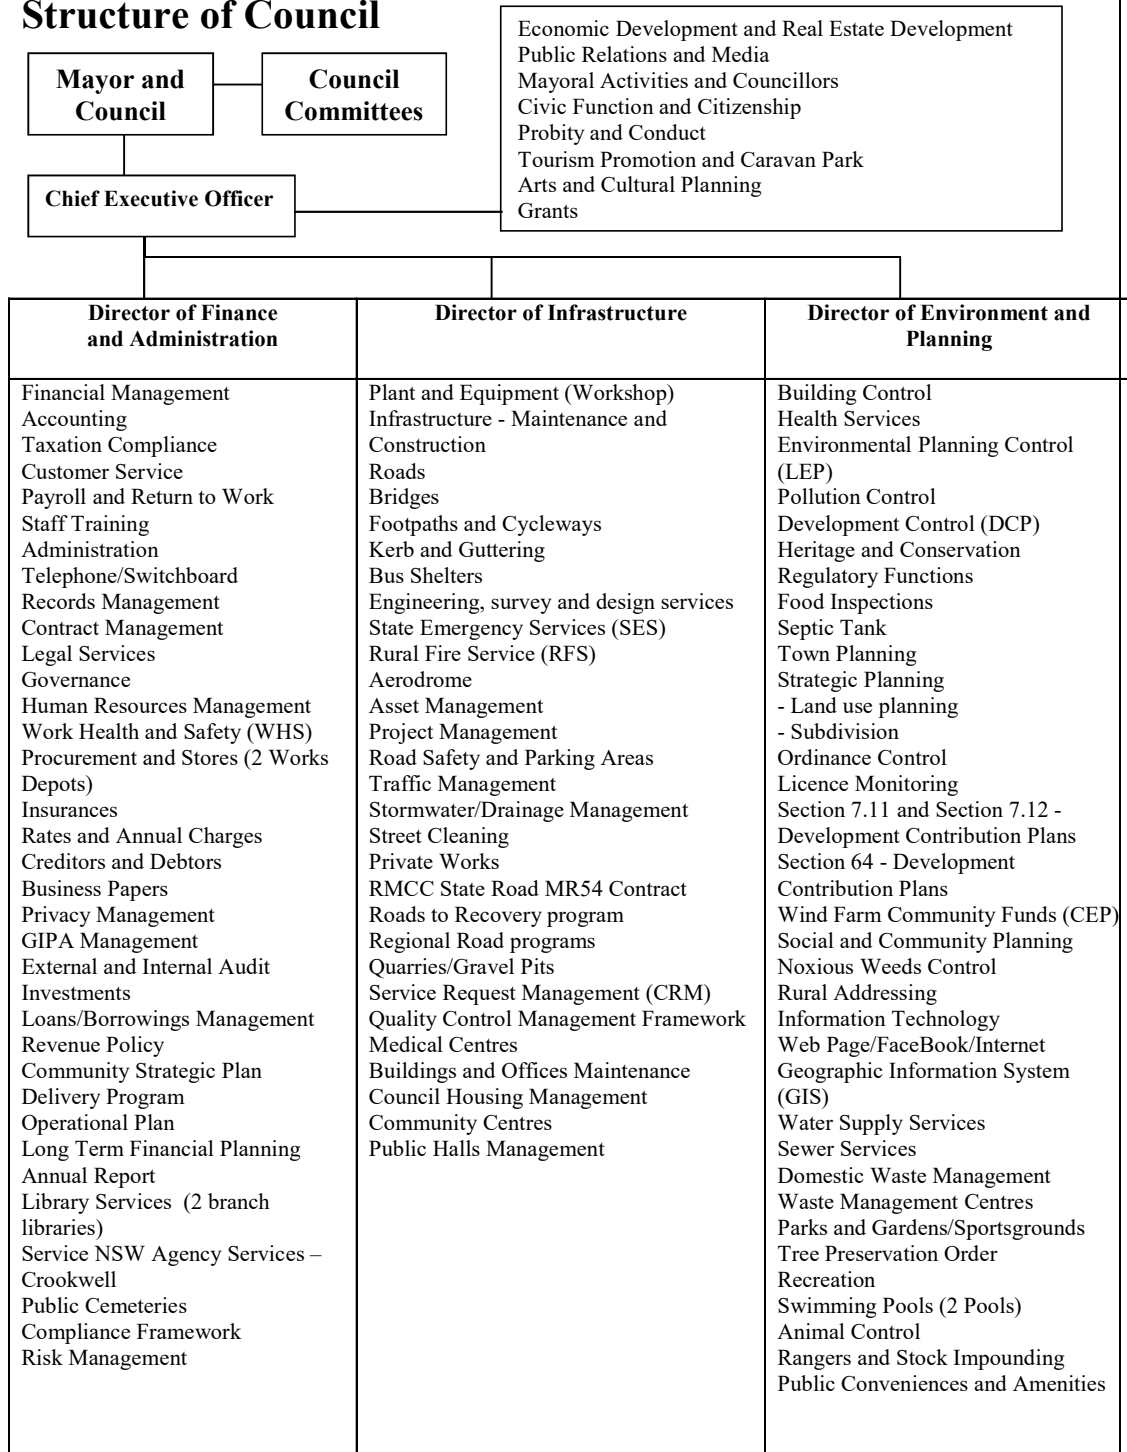 Structure of Council
Economic Development and Real Estate Development
Public Relations and Media
Mayoral Activities and Councillors
Civic Function and Citizenship
Probity and Conduct
Tourism Promotion and Caravan Park
Arts and Cultural Planning
Grants
Mayor and
Council
Council
Committees
Chief Executive Officer
Director of Finance
and Administration
Financial Management
Accounting
Taxation Compliance
Customer Service
Payroll and Return to Work
Staff Training
Administration
Telephone/Switchboard
Records Management
Contract Management
Legal Services
Governance
Human Resources Management
Work Health and Safety (WHS)
Procurement and Stores (2 Works
Depots)
Insurances
Rates and Annual Charges
Creditors and Debtors
Business Papers
Privacy Management
GIPA Management
External and Internal Audit
Investments
Loans/Borrowings Management
Revenue Policy
Community Strategic Plan
Delivery Program
Operational Plan
Long Term Financial Planning
Annual Report
Library Services (2 branch
libraries)
Service NSW Agency Services –
Crookwell
Public Cemeteries
Compliance Framework
Risk Management
Director of Infrastructure
Plant and Equipment (Workshop)
Infrastructure - Maintenance and
Construction
Roads
Bridges
Footpaths and Cycleways
Kerb and Guttering
Bus Shelters
Engineering, survey and design services
State Emergency Services (SES)
Rural Fire Service (RFS)
Aerodrome
Asset Management
Project Management
Road Safety and Parking Areas
Traffic Management
Stormwater/Drainage Management
Street Cleaning
Private Works
RMCC State Road MR54 Contract
Roads to Recovery program
Regional Road programs
Quarries/Gravel Pits
Service Request Management (CRM)
Quality Control Management Framework
Medical Centres
Buildings and Offices Maintenance
Council Housing Management
Community Centres
Public Halls Management
Director of Environment and
Planning
Building Control
Health Services
Environmental Planning Control
(LEP)
Pollution Control
Development Control (DCP)
Heritage and Conservation
Regulatory Functions
Food Inspections
Septic Tank
Town Planning
Strategic Planning
- Land use planning
- Subdivision
Ordinance Control
Licence Monitoring
Section 7.11 and Section 7.12 -
Development Contribution Plans
Section 64 - Development
Contribution Plans
Wind Farm Community Funds (CEP)
Social and Community Planning
Noxious Weeds Control
Rural Addressing
Information Technology
Web Page/FaceBook/Internet
Geographic Information System
(GIS)
Water Supply Services
Sewer Services
Domestic Waste Management
Waste Management Centres
Parks and Gardens/Sportsgrounds
Tree Preservation Order
Recreation
Swimming Pools (2 Pools)
Animal Control
Rangers and Stock Impounding
Public Conveniences and Amenities